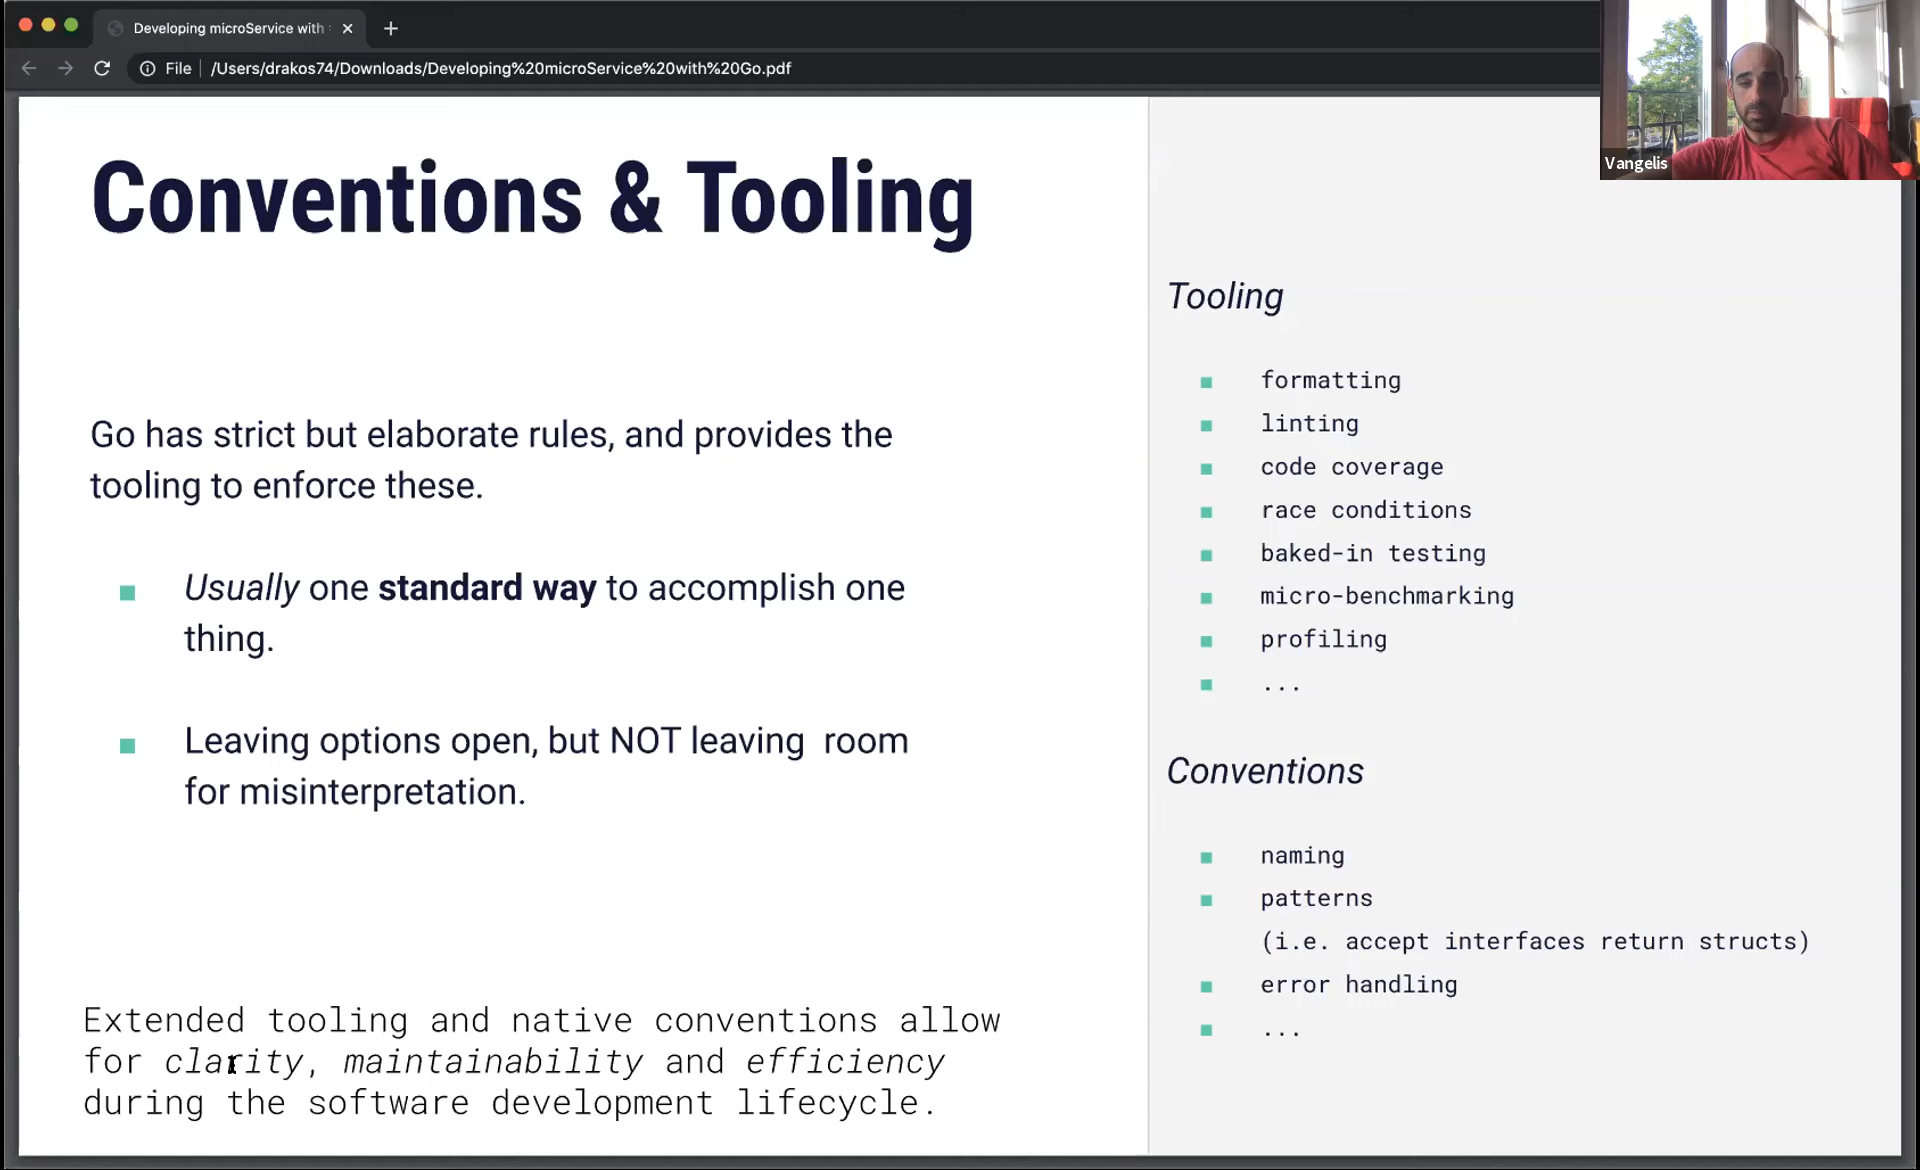 Developing microService with
File /Users/drakos74/Downloads/Developing%20microService%20with%20Go.pdf
Vangelis
Conventions & Tooling
Go has strict but elaborate rules, and provides the
tooling to enforce these.
Usually one standard way to accomplish one
thing.
Leaving options open, but NOT leaving room
for misinterpretation.
Extended tooling and native conventions allow
for clarity, maintainability and efficiency
during the software development lifecycle.
Tooling
formatting
linting
code coverage
race conditions
baked-in testing
micro-benchmarking
profiling
...
Conventions
naming
patterns
(i.e. accept interfaces return structs)
error handling
...